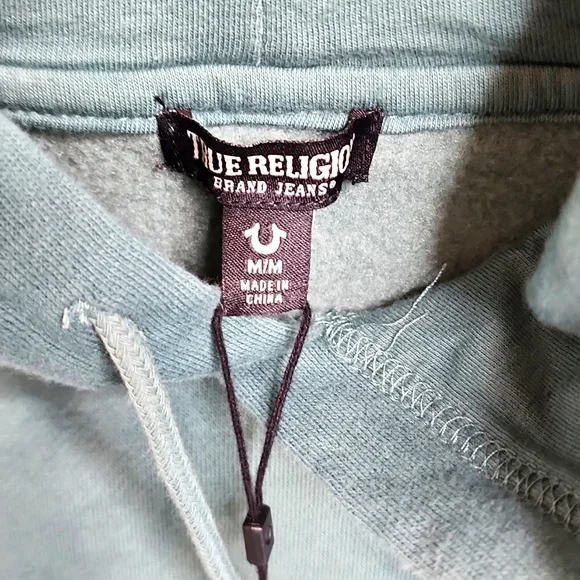 TRUE RELIGION
BRAND JEANS®
M/M
MADE IN
CHINA